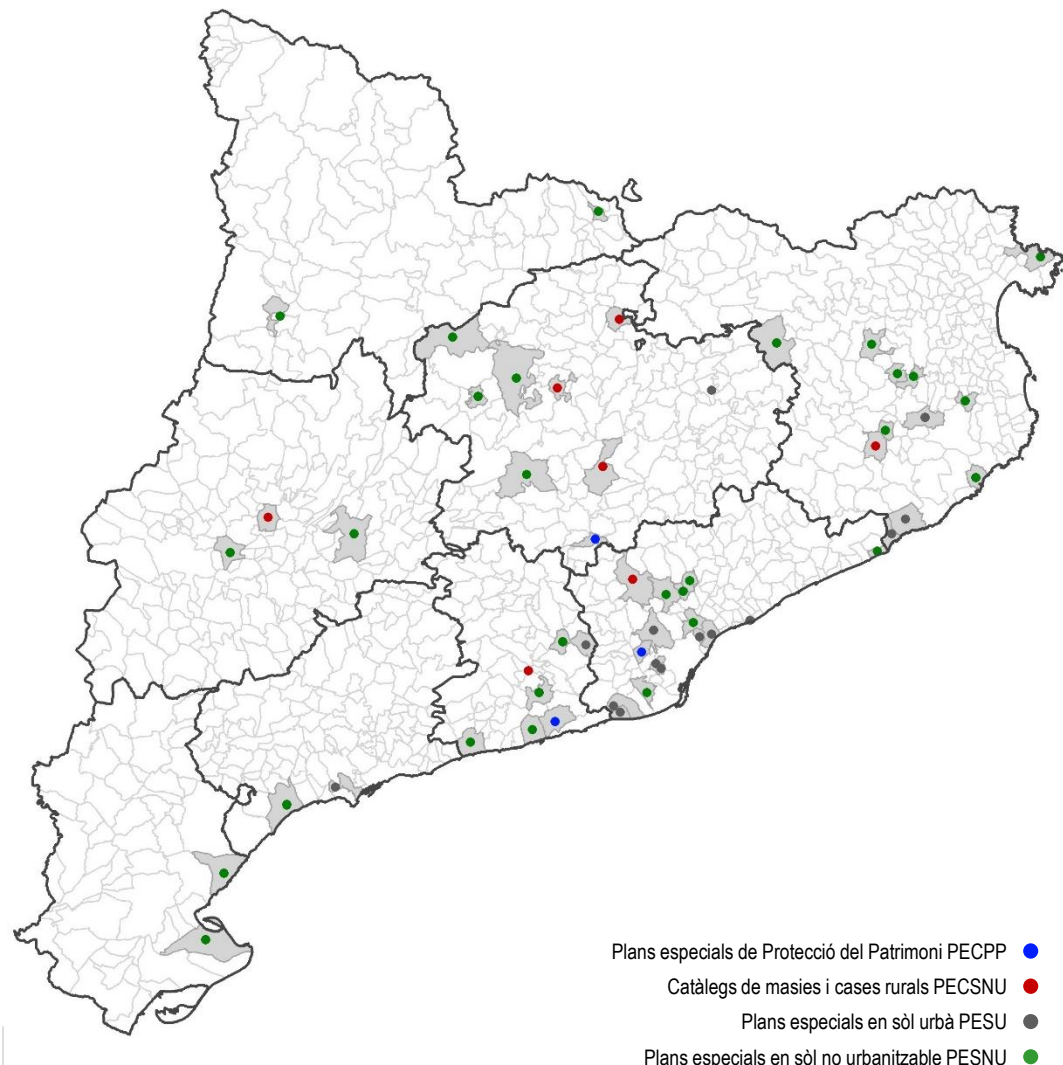 Plans especials de Protecció del Patrimoni PECPP
Catàlegs de masies i cases rurals PECSNU
Plans especials en sòl urbà PESU
Plans especials en sòl no urbanitzable PESNU